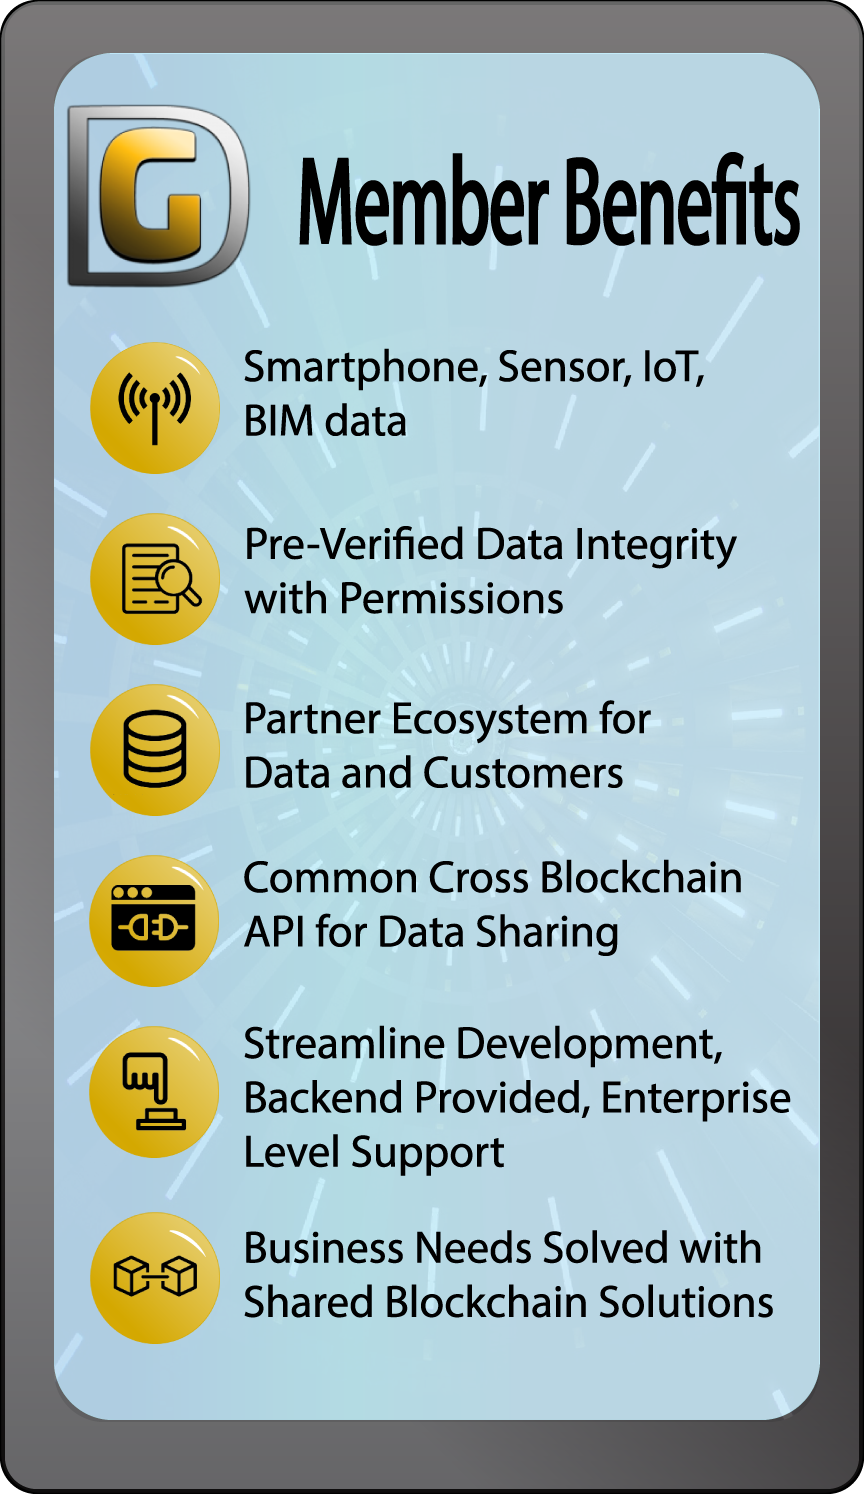 DG
Member Benefits
Smartphone, Sensor, IoT,
BIM data
Pre-Verified Data Integrity
with Permissions
Partner Ecosystem for
Data and Customers
Common Cross Blockchain
API for Data Sharing
Streamline Development,
Backend Provided, Enterprise
Level Support
Business Needs Solved with
Shared Blockchain Solutions